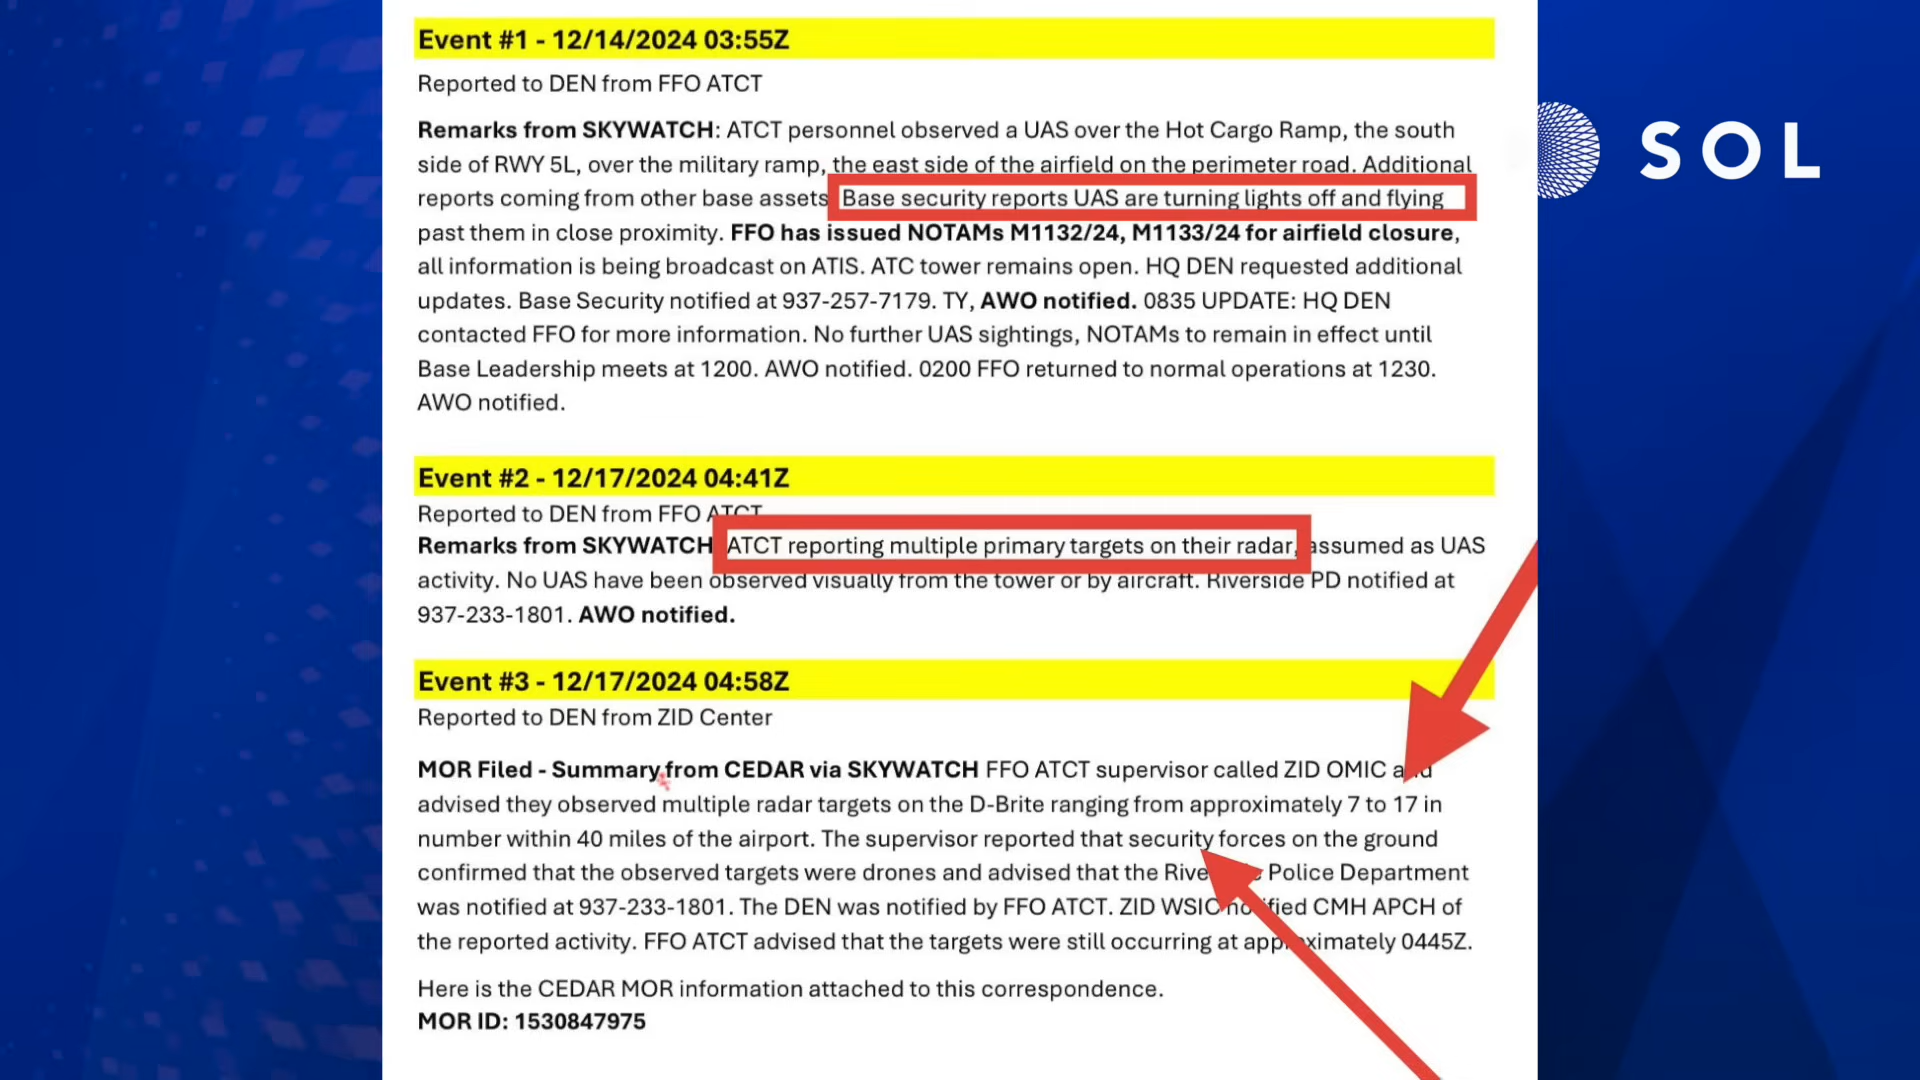 Event #1 - 12/14/2024 03:55Z
Reported to DEN from FFO ATCT
Remarks from SKYWATCH: ATCT personnel observed a UAS over the Hot Cargo Ramp, the south
side of RWY 5L, over the military ramp, the east side of the airfield on the perimeter road. Additional
reports coming from other base assets Base security reports UAS are turning lights off and flying
past them in close proximity. FFO has issued NOTAMs M1132/24, M1133/24 for airfield closure,
all information is being broadcast on ATIS. ATC tower remains open. HQ DEN requested additional
updates. Base Security notified at 937-257-7179. TY, AWO notified. 0835 UPDATE: HQ DEN
contacted FFO for more information. No further UAS sightings, NOTAMs to remain in effect until
Base Leadership meets at 1200. AWO notified. 0200 FFO returned to normal operations at 1230.
AWO notified.
Event #2 - 12/17/2024 04:41Z
Reported to DEN from FFO ATCT
Remarks from SKYWATCH ATCT reporting multiple primary targets on their radar, assumed as UAS
activity. No UAS have been observed visually from the tower or by aircraft. Riverside PD notified at
937-233-1801. AWO notified.
Event #3 - 12/17/2024 04:58Z
Reported to DEN from ZID Center
MOR Filed - Summary from CEDAR via SKYWATCH FFO ATCT supervisor called ZID OMIC and
advised they observed multiple radar targets on the D-Brite ranging from approximately 7 to 17 in
number within 40 miles of the airport. The supervisor reported that security forces on the ground
confirmed that the observed targets were drones and advised that the Riverside Police Department
was notified at 937-233-1801. The DEN was notified by FFO ATCT. ZID WSIC notified CMH APCH of
the reported activity. FFO ATCT advised that the targets were still occurring at approximately 0445Z.
Here is the CEDAR MOR information attached to this correspondence.
MOR ID: 1530847975
SOL